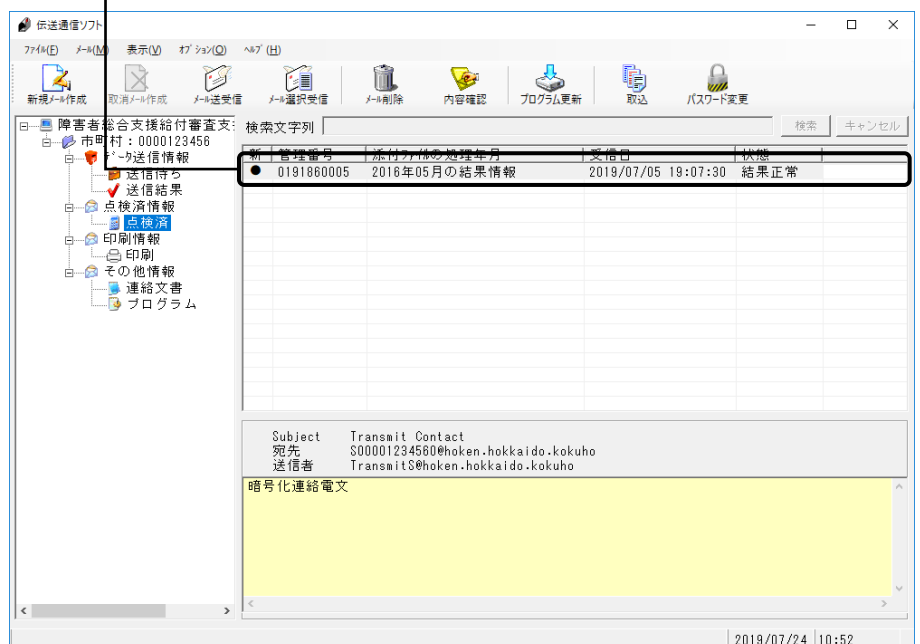 伝送通信ソフト
ファイル(F) メール(M) 表示(V) オプション(O) ヘルプ(H)
新規メール作成 取消メール作成 メール送受信 メール選択受信 メール削除 内容確認 プログラム更新 取込 パスワード変更
障害者総合支援給付審査支
市町村：0000123456
データ送信情報
送信待ち
送信結果
点検済情報
点検済
印刷情報
印刷
その他情報
連絡文書
プログラム
検索文字列 検索 キャンセル
新 管理番号 添付ファイルの処理年月 受信日 状態
● 0191860005 2016年05月の結果情報 2019/07/05 19:07:30 結果正常
Subject Transmit Contact
宛先 S0000123456@hoken.hokkaido.kokuho
送信者 TransmitS@hoken.hokkaido.kokuho
暗号化連絡電文
2019/07/24 10:52